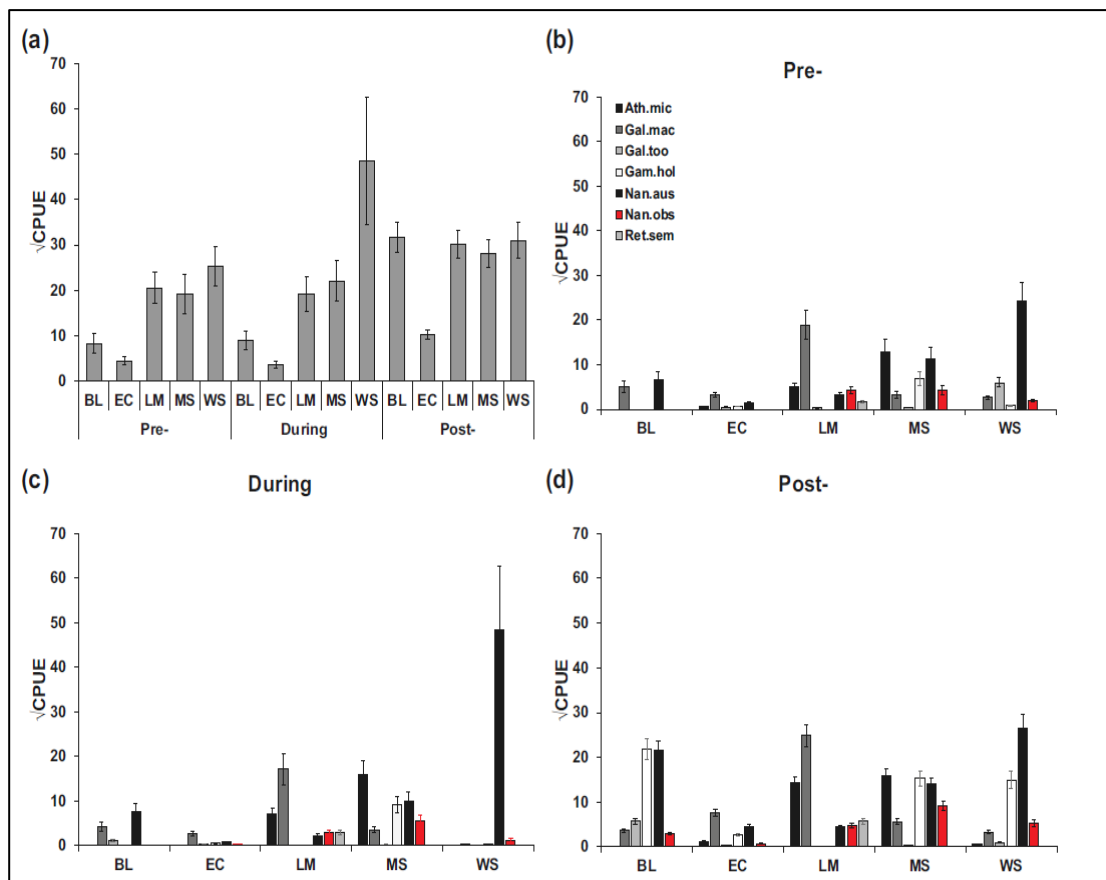 (a)
70
60
50
40
30
20
10
0
√CPUE
BL EC LM MS WS BL EC LM MS WS BL EC LM MS WS
Pre- During Post-
(b)
Pre-
70
60
50
40
30
20
10
0
√CPUE
Ath.mic
Gal.mac
Gal.too
Gam.hol
Nan.aus
Nan.obs
Ret.sem
BL EC LM MS WS
(c)
During
70
60
50
40
30
20
10
0
√CPUE
BL EC LM MS WS
(d)
Post-
70
60
50
40
30
20
10
0
√CPUE
BL EC LM MS WS